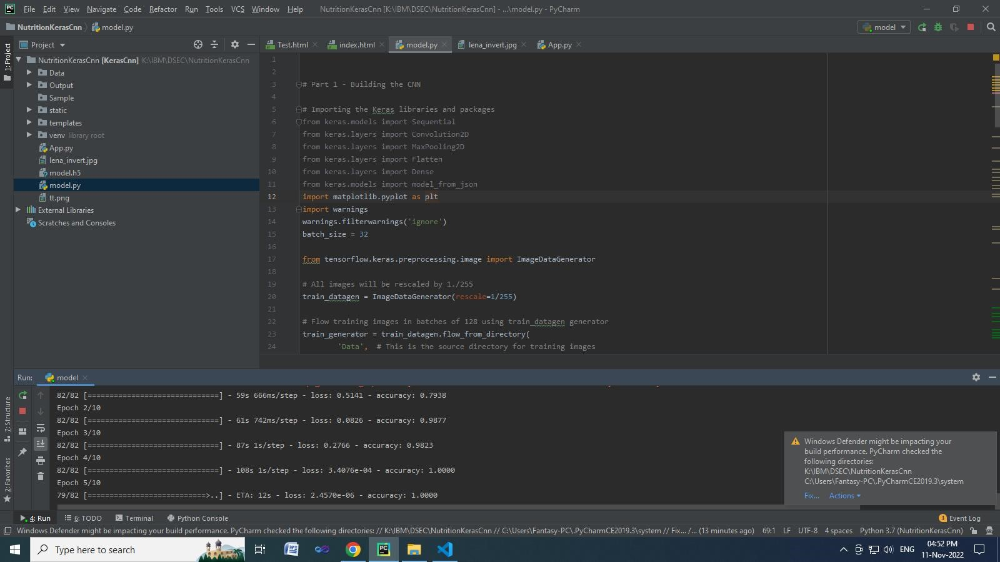 File Edit View Navigate Code Refactor Run Tools VCS Window Help NutritionKerasCnn [K:\IBM\DSEC\NutritionKerasCnn] - ...\model.py - PyCharm
NutritionKerasCnn model.py model
1: Project
Project
Test.html index.html model.py lena_invert.jpg App.py
NutritionKerasCnn [KerasCnn] K:\IBM\DSEC\NutritionKerasCnn
Data
Output
Sample
static
templates
venv library root
App.py
lena_invert.jpg
model.h5
model.py
tt.png
External Libraries
Scratches and Consoles
1
2
3 # Part 1 - Building the CNN
4
5 # Importing the Keras libraries and packages
6 from keras.models import Sequential
7 from keras.layers import Convolution2D
8 from keras.layers import MaxPooling2D
9 from keras.layers import Flatten
10 from keras.layers import Dense
11 from keras.models import model_from_json
12 import matplotlib.pyplot as plt
13 import warnings
14 warnings.filterwarnings('ignore')
15 batch_size = 32
16
17 from tensorflow.keras.preprocessing.image import ImageDataGenerator
18
19 # All images will be rescaled by 1./255
20 train_datagen = ImageDataGenerator(rescale=1/255)
21
22 # Flow training images in batches of 128 using train_datagen generator
23 train_generator = train_datagen.flow_from_directory(
24 'Data', # This is the source directory for training images
Run: model
82/82 [==============================] - 59s 666ms/step - loss: 0.5141 - accuracy: 0.7938
Epoch 2/10
82/82 [==============================] - 61s 742ms/step - loss: 0.0826 - accuracy: 0.9877
Epoch 3/10
82/82 [==============================] - 87s 1s/step - loss: 0.2766 - accuracy: 0.9823
Epoch 4/10
82/82 [==============================] - 108s 1s/step - loss: 3.4076e-04 - accuracy: 1.0000
Epoch 5/10
79/82 [===========================>..] - ETA: 12s - loss: 2.4570e-06 - accuracy: 1.0000
7: Structure
2: Favorites
Windows Defender might be impacting your
build performance. PyCharm checked the
following directories:
K:\IBM\DSEC\NutritionKerasCnn
C:\Users\Fantasy-PC\.PyCharmCE2019.3\system
Fix... Actions
4: Run 6: TODO Terminal Python Console 3 Event Log
Windows Defender might be impacting your build performance. PyCharm checked the following directories: // K:\IBM\DSEC\NutritionKerasCnn // C:\Users\Fantasy-PC\.PyCharmCE2019.3\system // Fix... /... (13 minutes ago) 69:1 LF UTF-8 4 spaces Python 3.7 (NutritionKerasCnn)
Type here to search ENG 04:52 PM
11-Nov-2022